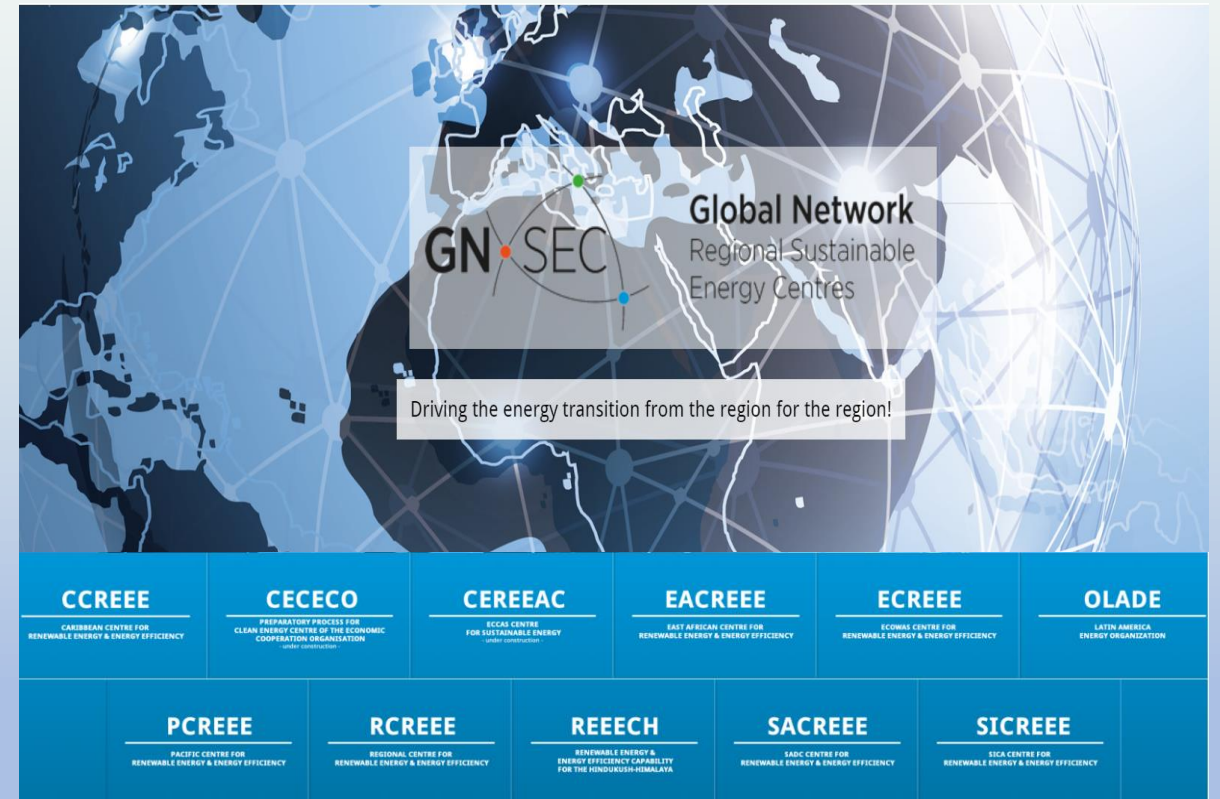 GN SEC
Global Network
Regional Sustainable
Energy Centres
Driving the energy transition from the region for the region!
CCREEE
CARIBBEAN CENTRE FOR
RENEWABLE ENERGY & ENERGY EFFICIENCY
CECECO
PREPARATORY PROCESS FOR
CLEAN ENERGY CENTRE OF THE ECONOMIC
COOPERATION ORGANISATION
- under construction -
CEREEAC
ECCAS CENTRE
FOR SUSTAINABLE ENERGY
- under construction -
EACREEE
EAST AFRICAN CENTRE FOR
RENEWABLE ENERGY & ENERGY EFFICIENCY
ECREEE
ECOWAS CENTRE FOR
RENEWABLE ENERGY & ENERGY EFFICIENCY
OLADE
LATIN AMERICA
ENERGY ORGANIZATION
PCREEE
PACIFIC CENTRE FOR
RENEWABLE ENERGY & ENERGY EFFICIENCY
RCREEE
REGIONAL CENTRE FOR
RENEWABLE ENERGY & ENERGY EFFICIENCY
REEECH
RENEWABLE ENERGY &
ENERGY EFFICIENCY CAPABILITY
FOR THE HINDUKUSH-HIMALAYA
SACREEE
SADC CENTRE FOR
RENEWABLE ENERGY & ENERGY EFFICIENCY
SICREEE
SICA CENTRE FOR
RENEWABLE ENERGY & ENERGY EFFICIENCY